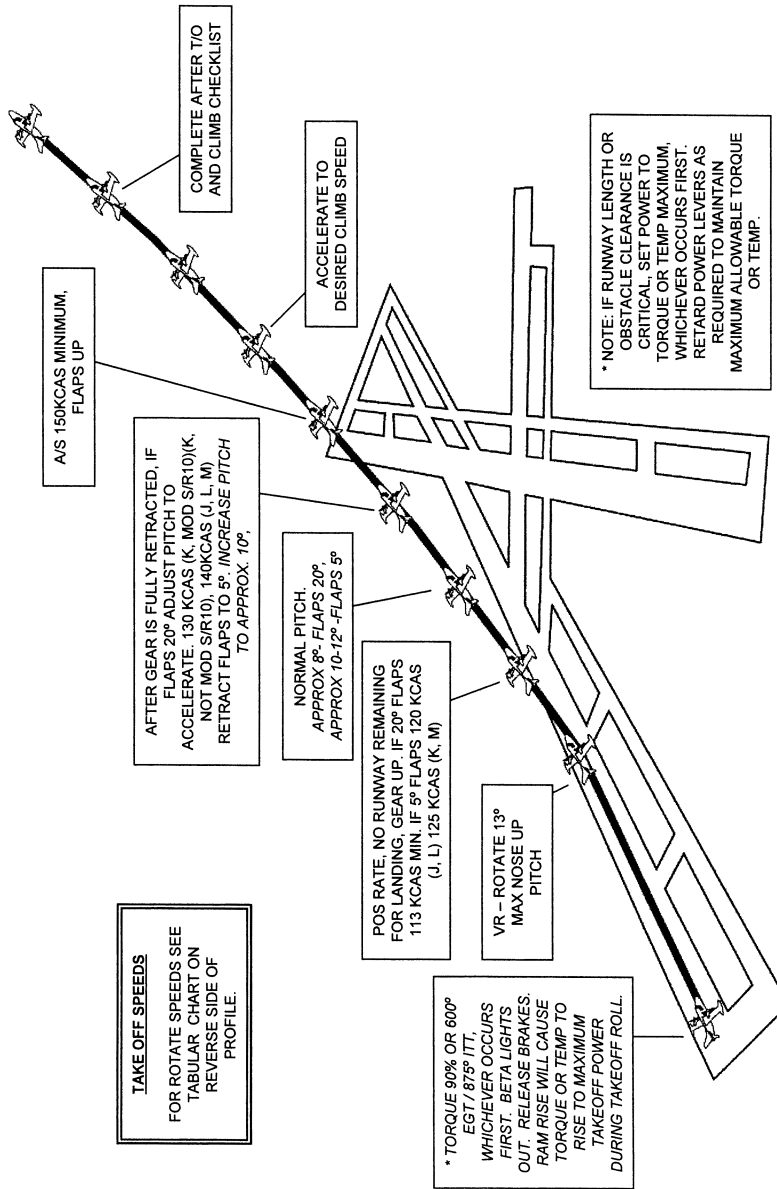 TAKE OFF SPEEDS
FOR ROTATE SPEEDS SEE
TABULAR CHART ON
REVERSE SIDE OF
PROFILE.
* TORQUE 90% OR 600º
EGT / 875º ITT,
WHICHEVER OCCURS
FIRST. BETA LIGHTS
OUT. RELEASE BRAKES.
RAM RISE WILL CAUSE
TORQUE OR TEMP TO
RISE TO MAXIMUM
TAKEOFF POWER
DURING TAKEOFF ROLL.
VR – ROTATE 13º
MAX NOSE UP
PITCH
POS RATE, NO RUNWAY REMAINING
FOR LANDING, GEAR UP. IF 20º FLAPS
113 KCAS MIN. IF 5º FLAPS 120 KCAS
(J, L) 125 KCAS (K, M)
NORMAL PITCH.
APPROX 8º- FLAPS 20º,
APPROX 10-12º -FLAPS 5º
AFTER GEAR IS FULLY RETRACTED, IF
FLAPS 20º ADJUST PITCH TO
ACCELERATE. 130 KCAS (K, MOD S/R10)(K,
NOT MOD S/R10), 140KCAS (J, L, M)
RETRACT FLAPS TO 5º. INCREASE PITCH
TO APPROX. 10º,
A/S 150KCAS MINIMUM,
FLAPS UP
ACCELERATE TO
DESIRED CLIMB SPEED
COMPLETE AFTER T/O
AND CLIMB CHECKLIST
* NOTE: IF RUNWAY LENGTH OR
OBSTACLE CLEARANCE IS
CRITICAL, SET POWER TO
TORQUE OR TEMP MAXIMUM,
WHICHEVER OCCURS FIRST.
RETARD POWER LEVERS AS
REQUIRED TO MAINTAIN
MAXIMUM ALLOWABLE TORQUE
OR TEMP.